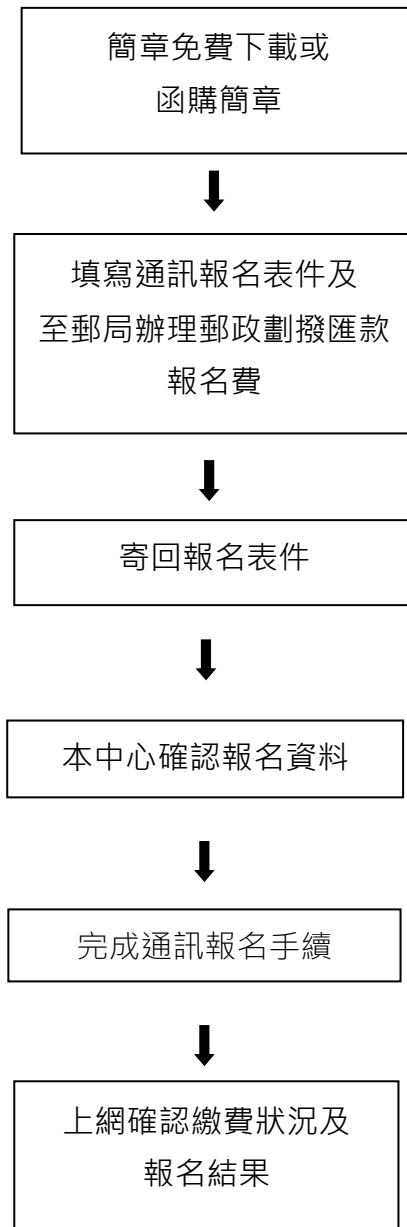 簡章免費下載或
函購簡章
填寫通訊報名表件及
至郵局辦理郵政劃撥匯款
報名費
寄回報名表件
本中心確認報名資料
完成通訊報名手續
上網確認繳費狀況及
報名結果